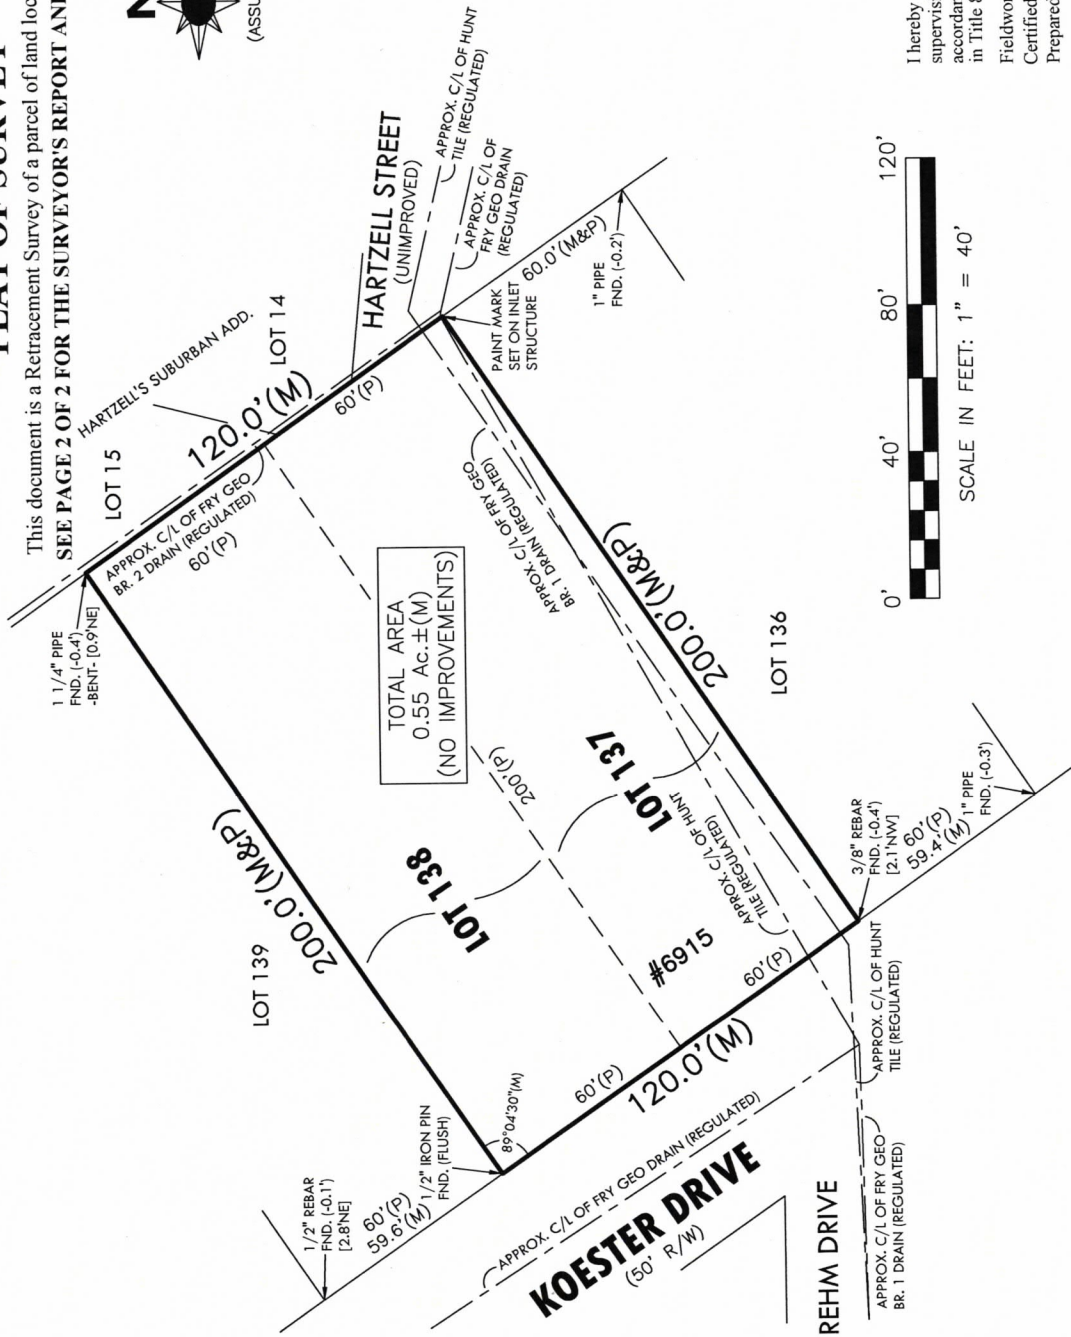 PLAT OF SURVEY
This document is a Retracement Survey of a parcel of land loc
SEE PAGE 2 OF 2 FOR THE SURVEYOR'S REPORT AND
N
(ASSU
APPROX. C/L OF HUNT
TILE (REGULATED)
APPROX. C/L OF
FRY GEO DRAIN
(REGULATED)
HARTZELL STREET
(UNIMPROVED)
HARTZELL'S SUBURBAN ADD.
LOT 15
LOT 14
120.0'(M)
60'(P)
APPROX. C/L OF FRY GEO
BR. 2 DRAIN (REGULATED)
60'(P)
1 1/4" PIPE
FND. (-0.4')
-BENT- [0.9'NE]
PAINT MARK
SET ON INLET
STRUCTURE
60.0'(M&P)
1" PIPE
FND. (-0.2')
TOTAL AREA
0.55 Ac.±(M)
(NO IMPROVEMENTS)
APPROX. C/L OF FRY GEO
BR. 1 DRAIN (REGULATED)
200.0'(M&P)
LOT 136
LOT 139
200.0'(M&P)
LOT 138
200'(P)
LOT 137
APPROX. C/L OF HUNT
TILE (REGULATED)
#6915
60'(P)
60'(P)
120.0'(M)
89°04'30"(M)
1/2" REBAR
FND. (-0.1')
[2.8'NE]
60'(P)
59.6'(M)
1/2" IRON PIN
FND. (FLUSH)
3/8" REBAR
FND. (-0.4')
[2.1'NW]
60'(P)
59.4'(M)
1" PIPE
FND. (-0.3')
APPROX. C/L OF FRY GEO DRAIN (REGULATED)
KOESTER DRIVE
(50' R/W)
REHM DRIVE
APPROX. C/L OF HUNT
TILE (REGULATED)
APPROX. C/L OF FRY GEO
BR. 1 DRAIN (REGULATED)
0'
40'
80'
120'
SCALE IN FEET: 1" = 40'
I hereby
supervis
accordan
in Title 8
Fieldwor
Certified
Prepared